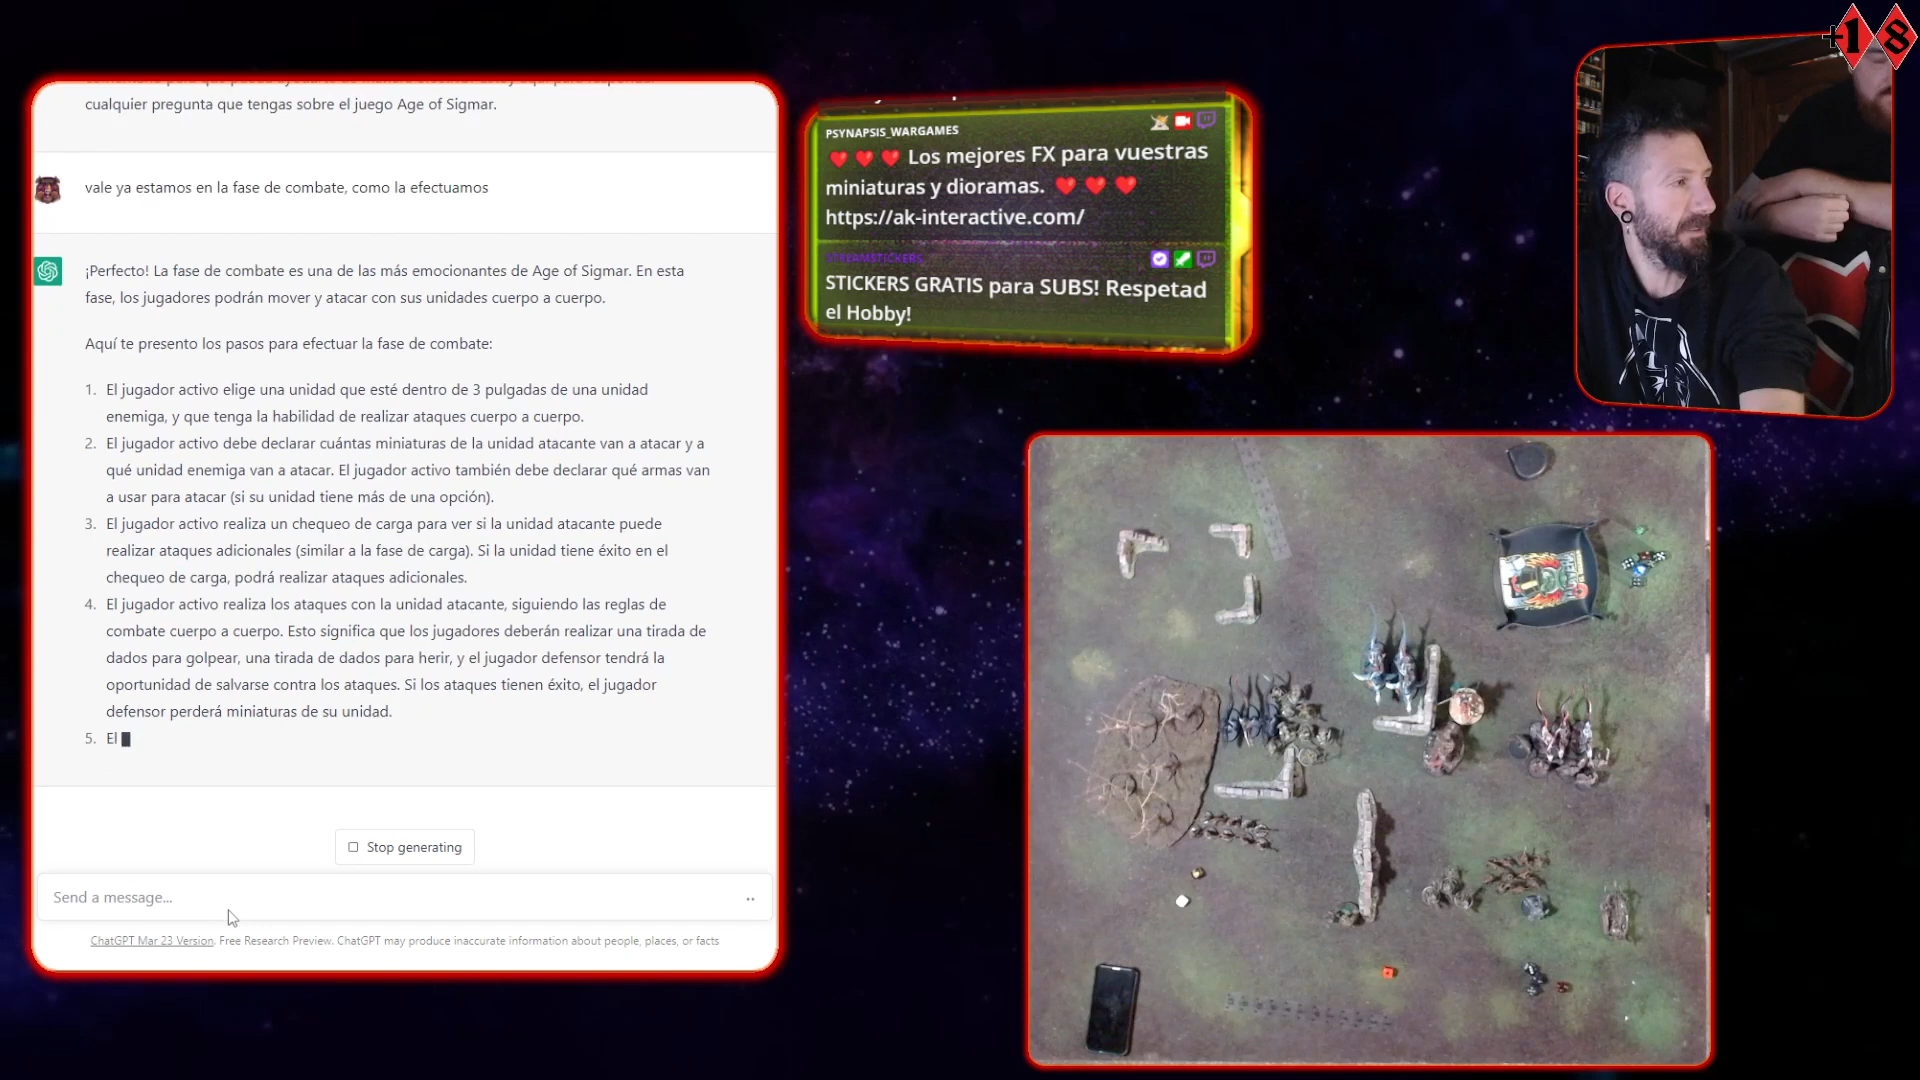 +18
cualquier pregunta que tengas sobre el juego Age of Sigmar.
vale ya estamos en la fase de combate, como la efectuamos
¡Perfecto! La fase de combate es una de las más emocionantes de Age of Sigmar. En esta
fase, los jugadores podrán mover y atacar con sus unidades cuerpo a cuerpo.
Aquí te presento los pasos para efectuar la fase de combate:
1. El jugador activo elige una unidad que esté dentro de 3 pulgadas de una unidad
enemiga, y que tenga la habilidad de realizar ataques cuerpo a cuerpo.
2. El jugador activo debe declarar cuántas miniaturas de la unidad atacante van a atacar y a
qué unidad enemiga van a atacar. El jugador activo también debe declarar qué armas van
a usar para atacar (si su unidad tiene más de una opción).
3. El jugador activo realiza un chequeo de carga para ver si la unidad atacante puede
realizar ataques adicionales (similar a la fase de carga). Si la unidad tiene éxito en el
chequeo de carga, podrá realizar ataques adicionales.
4. El jugador activo realiza los ataques con la unidad atacante, siguiendo las reglas de
combate cuerpo a cuerpo. Esto significa que los jugadores deberán realizar una tirada de
dados para golpear, una tirada de dados para herir, y el jugador defensor tendrá la
oportunidad de salvarse contra los ataques. Si los ataques tienen éxito, el jugador
defensor perderá miniaturas de su unidad.
5. El
Stop generating
Send a message...
ChatGPT Mar 23 Version. Free Research Preview. ChatGPT may produce inaccurate information about people, places, or facts
PSYNAPSIS_WARGAMES
Los mejores FX para vuestras
miniaturas y dioramas.
https://ak-interactive.com/
STREAMSTICKERS
STICKERS GRATIS para SUBS! Respetad
el Hobby!